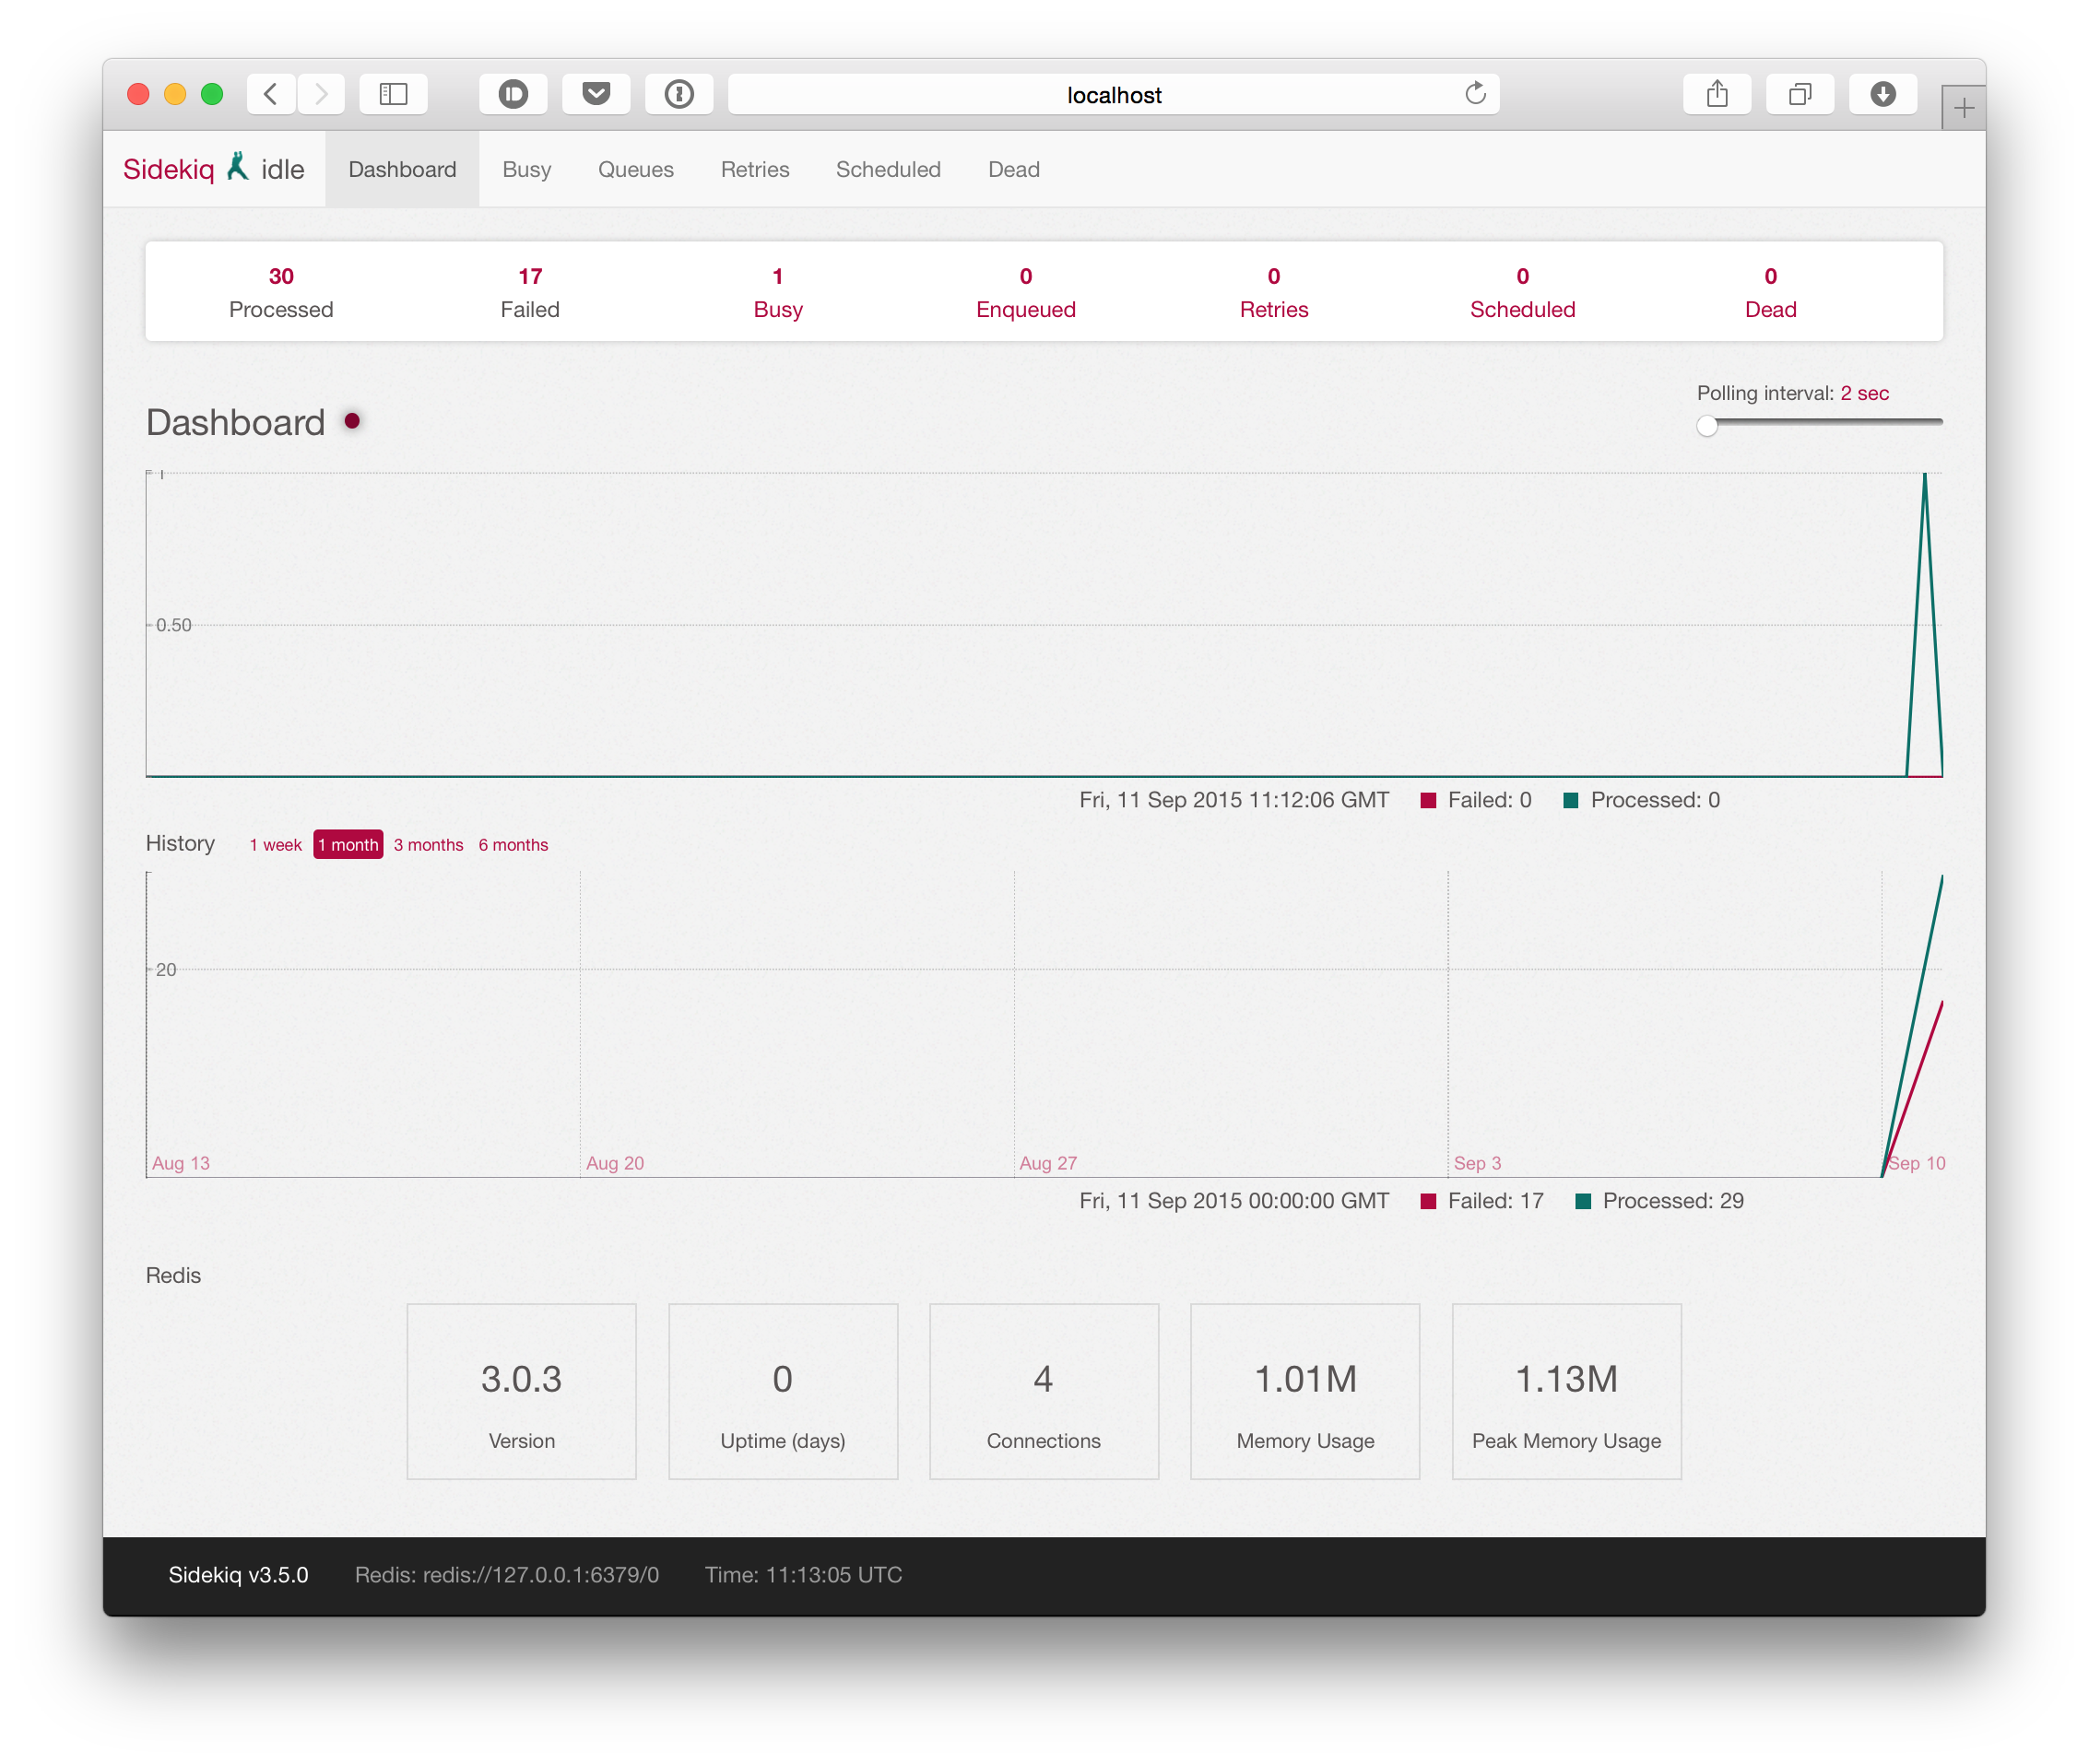 localhost
Sidekiq idle Dashboard Busy Queues Retries Scheduled Dead
30 17 1 0 0 0 0
Processed Failed Busy Enqueued Retries Scheduled Dead
Polling interval: 2 sec
Dashboard
1
0.50
Fri, 11 Sep 2015 11:12:06 GMT Failed: 0 Processed: 0
History 1 week 1 month 3 months 6 months
20
Aug 13 Aug 20 Aug 27 Sep 3 Sep 10
Fri, 11 Sep 2015 00:00:00 GMT Failed: 17 Processed: 29
Redis
3.0.3 0 4 1.01M 1.13M
Version Uptime (days) Connections Memory Usage Peak Memory Usage
Sidekiq v3.5.0 Redis: redis://127.0.0.1:6379/0 Time: 11:13:05 UTC